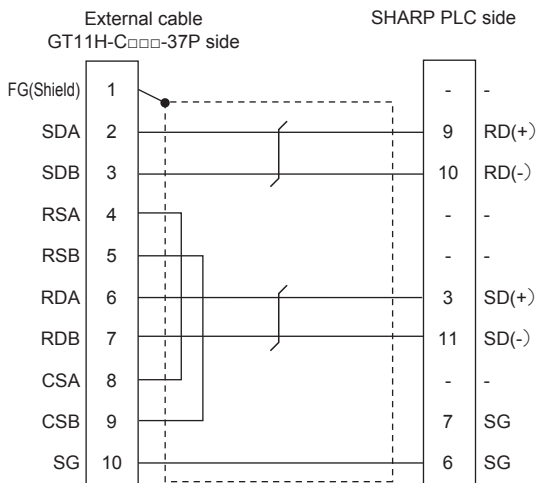 External cable SHARP PLC side
GT11H-C□□□-37P side
FG(Shield) 1 - -
SDA 2 9 RD(+)
SDB 3 10 RD(-)
RSA 4 - -
RSB 5 - -
RDA 6 3 SD(+)
RDB 7 11 SD(-)
CSA 8 - -
CSB 9 7 SG
SG 10 6 SG